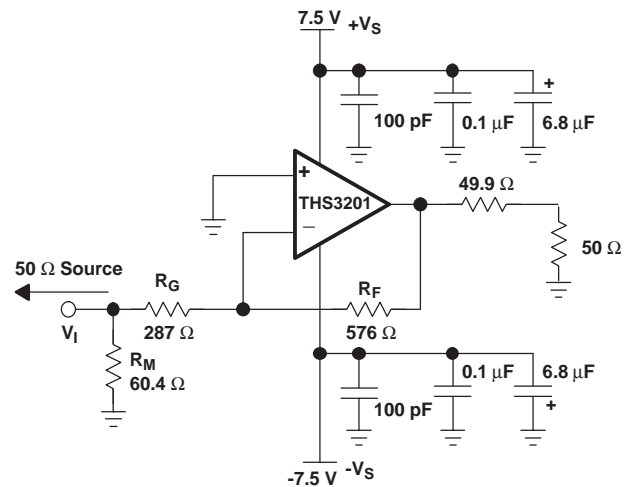 7.5 V
+VS
+
100 pF
0.1 µF
6.8 µF
+
THS3201
−
49.9 Ω
50 Ω
50 Ω Source
RG
RF
VI
287 Ω
576 Ω
RM
60.4 Ω
0.1 µF
6.8 µF
100 pF
+
-7.5 V
-VS